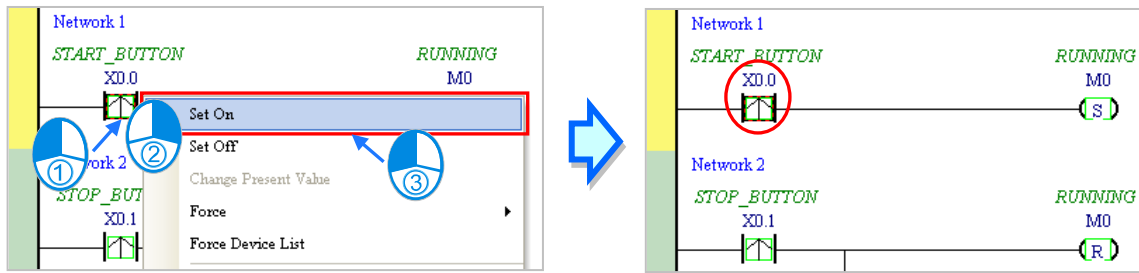 Network 1
START_BUTTON RUNNING
X0.0 M0
Set On
① ②
Set Off
③
work 2
Change Present Value
STOP_BUT
Force
X0.1
Force Device List
Network 1
START_BUTTON RUNNING
X0.0 M0
S
Network 2
STOP_BUTTON RUNNING
X0.1 M0
R